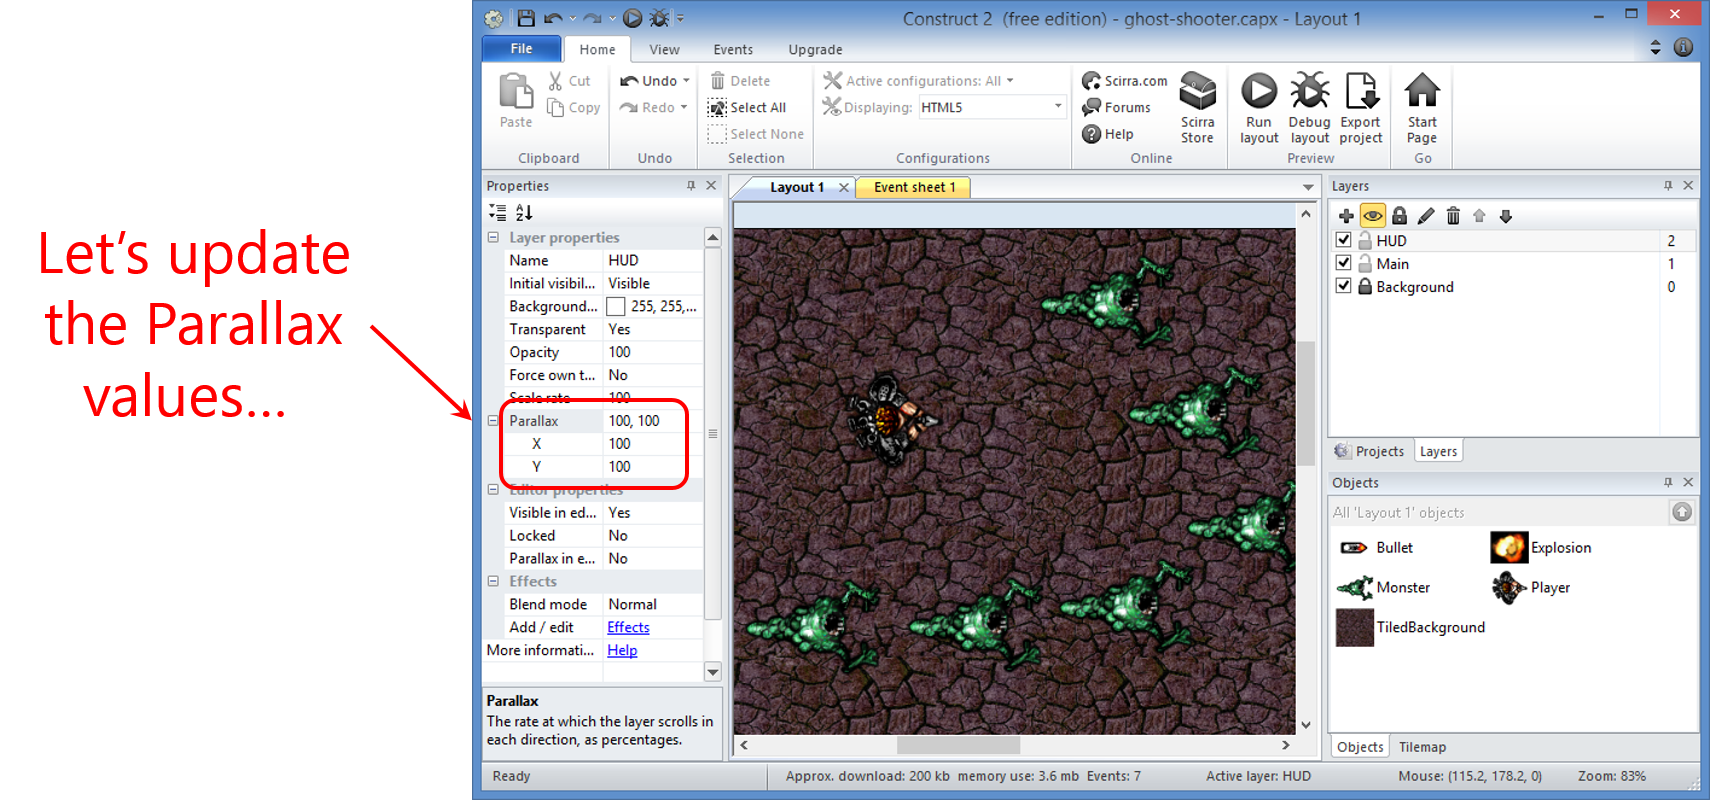 Let's update
the Parallax
values...
Construct 2 (free edition) - ghost-shooter.capx - Layout 1
File Home View Events Upgrade
Paste
Cut
Copy
Clipboard
Undo
Redo
Undo
Delete
Select All
Select None
Selection
Active configurations: All
Displaying: HTML5
Configurations
Scirra.com
Forums
Help
Scirra
Store
Online
Run
layout
Debug
layout
Export
project
Preview
Start
Page
Go
Properties
Layer properties
Name HUD
Initial visibil... Visible
Background... 255, 255,...
Transparent Yes
Opacity 100
Force own t... No
Scale rate 100
Parallax 100, 100
X 100
Y 100
Editor properties
Visible in ed... Yes
Locked No
Parallax in e... No
Effects
Blend mode Normal
Add / edit Effects
More informati... Help
Parallax
The rate at which the layer scrolls in
each direction, as percentages.
Layout 1 Event sheet 1
Layers
HUD 2
Main 1
Background 0
Projects Layers
Objects
All 'Layout 1' objects
Bullet Explosion
Monster Player
TiledBackground
Objects Tilemap
Ready Approx. download: 200 kb memory use: 3.6 mb Events: 7 Active layer: HUD Mouse: (115.2, 178.2, 0) Zoom: 83%